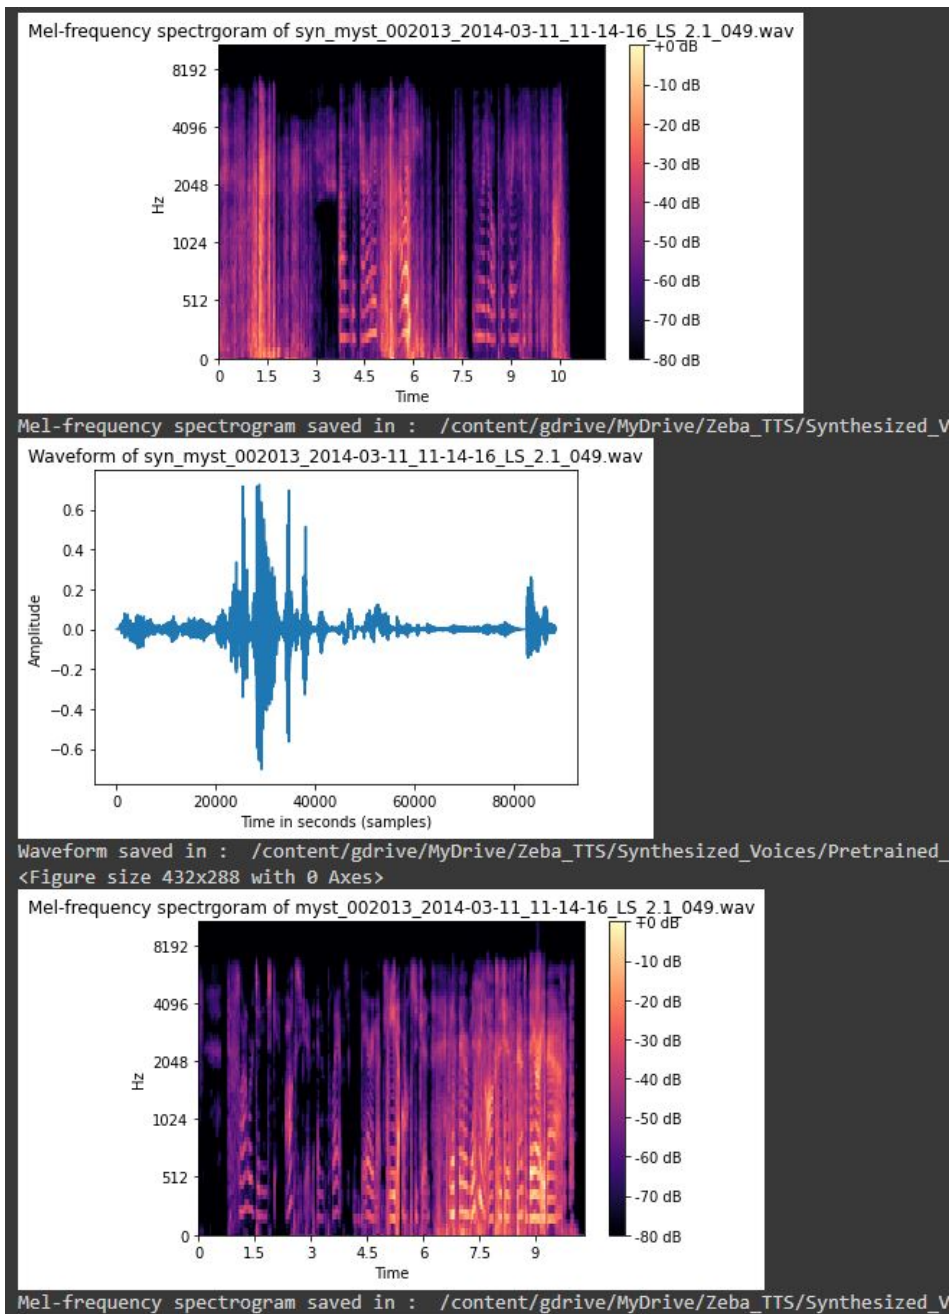 Mel-frequency spectrgoram of syn_myst_002013_2014-03-11_11-14-16_LS_2.1_049.wav
+0 dB
8192
-10 dB
4096
-20 dB
-30 dB
2048
Hz
-40 dB
1024
-50 dB
512
-60 dB
-70 dB
0
-80 dB
0 1.5 3 4.5 6 7.5 9 10
Time
Mel-frequency spectrogram saved in : /content/gdrive/MyDrive/Zeba_TTS/Synthesized_V
Waveform of syn_myst_002013_2014-03-11_11-14-16_LS_2.1_049.wav
0.6
0.4
0.2
0.0
Amplitude
−0.2
−0.4
−0.6
0 20000 40000 60000 80000
Time in seconds (samples)
Waveform saved in : /content/gdrive/MyDrive/Zeba_TTS/Synthesized_Voices/Pretrained_
<Figure size 432x288 with 0 Axes>
Mel-frequency spectrgoram of myst_002013_2014-03-11_11-14-16_LS_2.1_049.wav
+0 dB
8192
-10 dB
4096
-20 dB
-30 dB
2048
Hz
-40 dB
1024
-50 dB
512
-60 dB
-70 dB
0
-80 dB
0 1.5 3 4.5 6 7.5 9
Time
Mel-frequency spectrogram saved in : /content/gdrive/MyDrive/Zeba_TTS/Synthesized_V